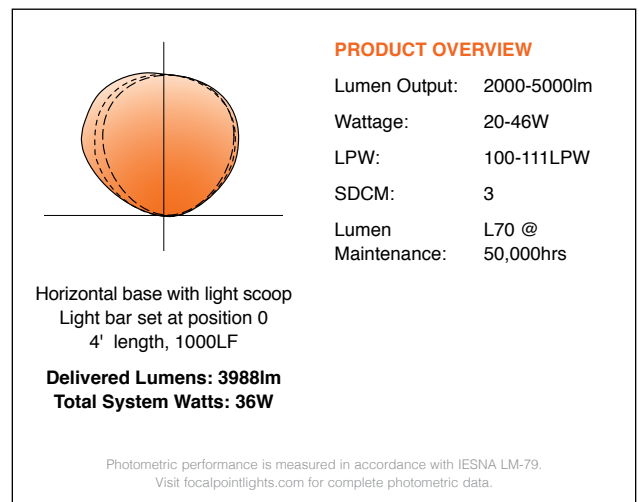 PRODUCT OVERVIEW
Lumen Output: 2000-5000lm
Wattage: 20-46W
LPW: 100-111LPW
SDCM: 3
Lumen L70 @
Maintenance: 50,000hrs
Horizontal base with light scoop
Light bar set at position 0
4' length, 1000LF
Delivered Lumens: 3988lm
Total System Watts: 36W
Photometric performance is measured in accordance with IESNA LM-79.
Visit focalpointlights.com for complete photometric data.